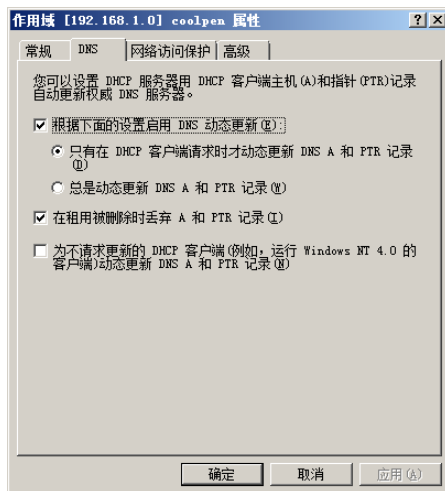 作用域 [192.168.1.0] coolpen 属性
常规 DNS 网络访问保护 高级
您可以设置 DHCP 服务器用 DHCP 客户端主机(A)和指针(PTR)记录
自动更新权威 DNS 服务器。
根据下面的设置启用 DNS 动态更新(E):
只有在 DHCP 客户端请求时才动态更新 DNS A 和 PTR 记录
(D)
总是动态更新 DNS A 和 PTR 记录(W)
在租用被删除时丢弃 A 和 PTR 记录(I)
为不请求更新的 DHCP 客户端(例如，运行 Windows NT 4.0 的
客户端)动态更新 DNS A 和 PTR 记录(N)
确定 取消 应用(A)